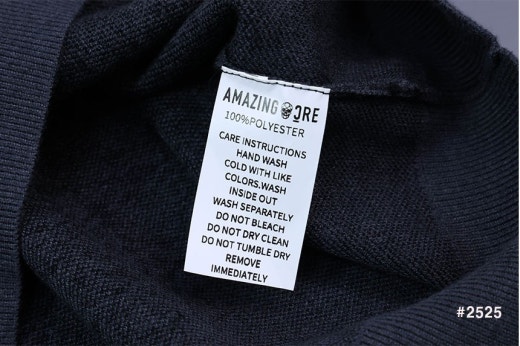 AMAZING CORE
100%POLYESTER
CARE INSTRUCTIONS
HAND WASH
COLD WITH LIKE
COLORS.WASH
INSIDE OUT
WASH SEPARATELY
DO NOT BLEACH
DO NOT DRY CLEAN
DO NOT TUMBLE DRY
REMOVE
IMMEDIATELY
#2525